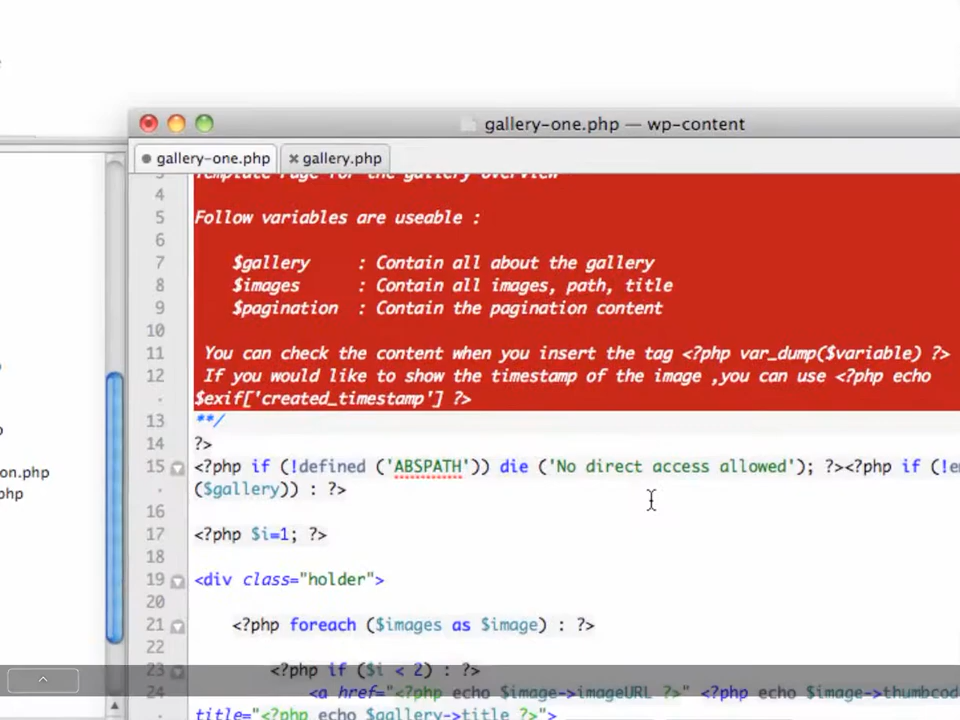 gallery-one.php — wp-content
gallery-one.php
gallery.php
Template Page for the gallery overview
4
5 Follow variables are useable :
6
7 $gallery : Contain all about the gallery
8 $images : Contain all images, path, title
9 $pagination : Contain the pagination content
10
11 You can check the content when you insert the tag <?php var_dump($variable) ?>
12 If you would like to show the timestamp of the image ,you can use <?php echo
$exif['created_timestamp'] ?>
13 **/
14 ?>
15 <?php if (!defined ('ABSPATH')) die ('No direct access allowed'); ?><?php if (!e
($gallery)) : ?>
16
17 <?php $i=1; ?>
18
19 <div class="holder">
20
21 <?php foreach ($images as $image) : ?>
22
23 <?php if ($i < 2) : ?>
24 <a href="<?php echo $image->imageURL ?>" <?php echo $image->thumbcod
title="<?php echo $gallery->title ?>">
on.php
php